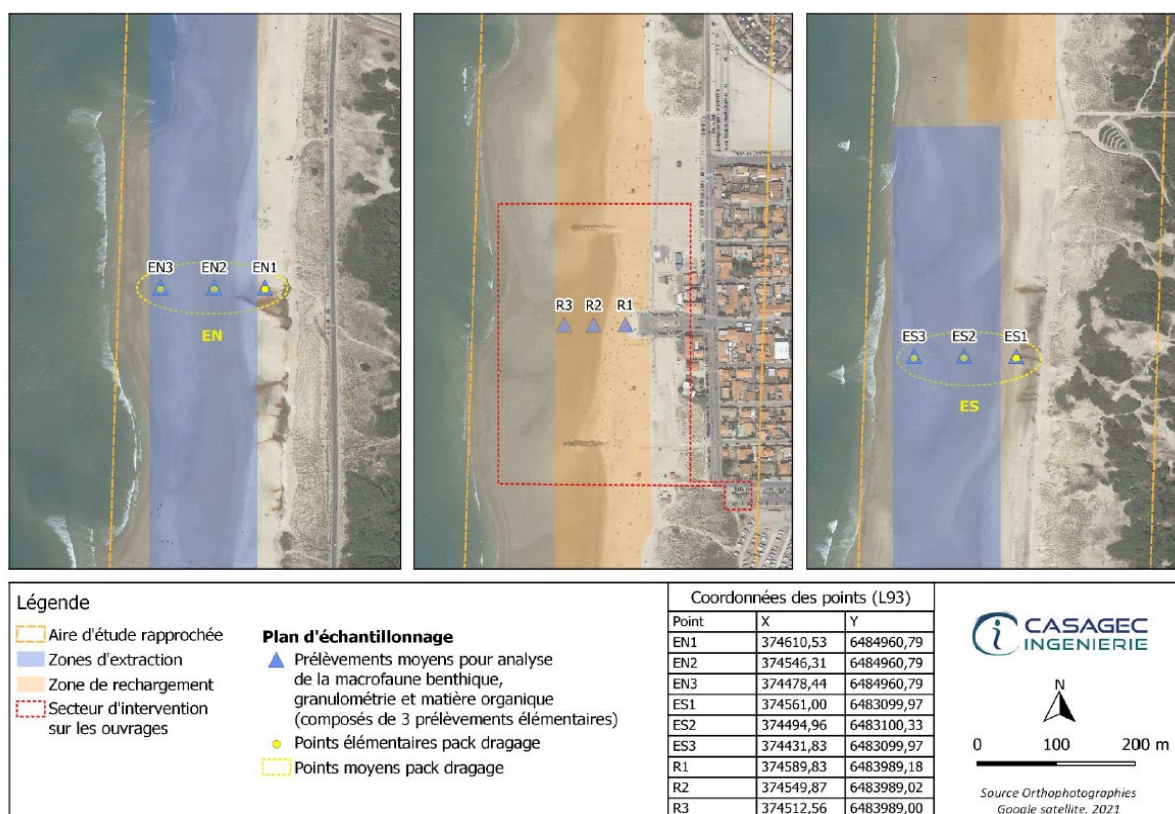 EN3 EN2 EN1
EN
R3 R2 R1
ES3 ES2 ES1
ES
Légende
Aire d'étude rapprochée
Zones d'extraction
Zone de rechargement
Secteur d'intervention
sur les ouvrages
Plan d'échantillonnage
Prélèvements moyens pour analyse
de la macrofaune benthique,
granulométrie et matière organique
(composés de 3 prélèvements élémentaires)
Points élémentaires pack dragage
Points moyens pack dragage
Coordonnées des points (L93)
Point X Y
EN1 374610,53 6484960,79
EN2 374546,31 6484960,79
EN3 374478,44 6484960,79
ES1 374561,00 6483099,97
ES2 374494,96 6483100,33
ES3 374431,83 6483099,97
R1 374589,83 6483989,18
R2 374549,87 6483989,02
R3 374512,56 6483989,00
CASAGEC
INGENIERIE
N
0 100 200 m
Source Orthophotographies
Google satellite, 2021